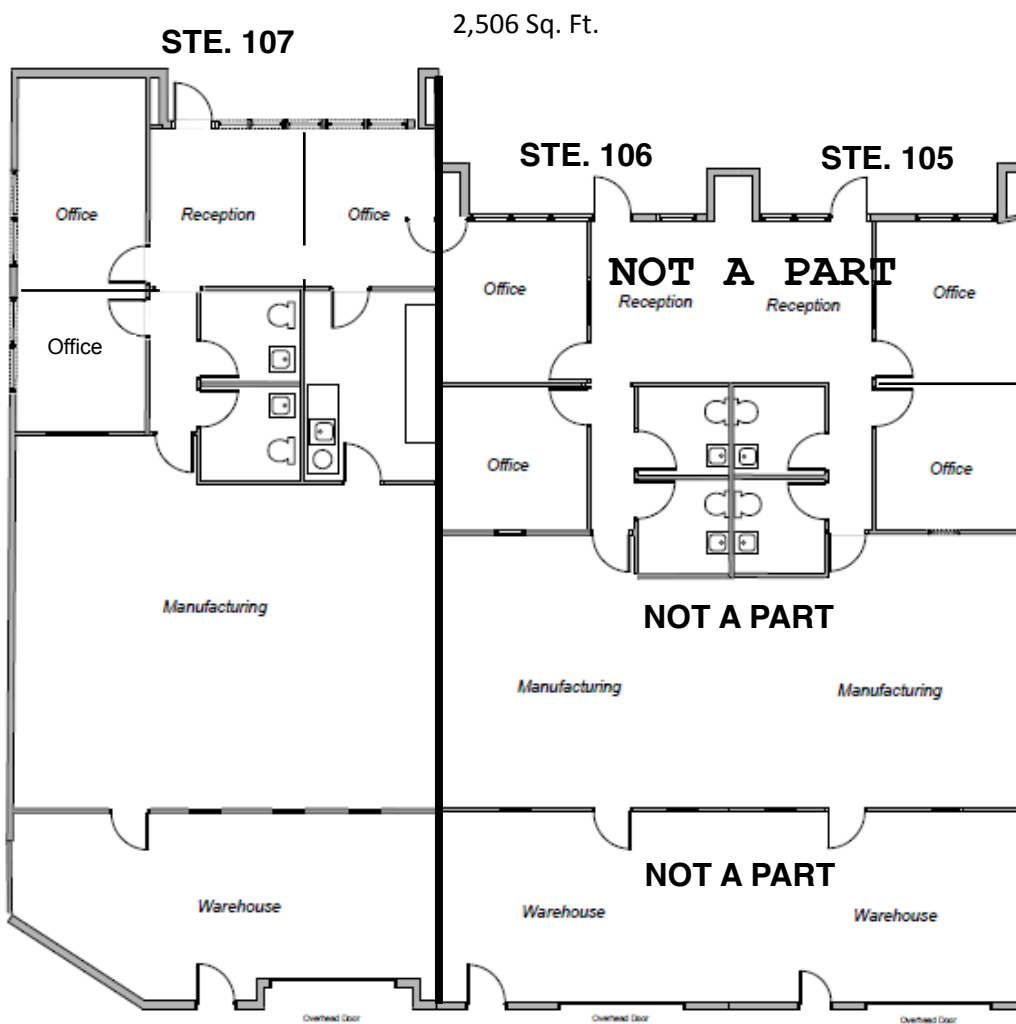 2,506 Sq. Ft.
STE. 107
STE. 106
STE. 105
Office
Reception
Office
NOT A PART
Office
Reception
Reception
Office
Office
Office
Office
Manufacturing
NOT A PART
Manufacturing
Manufacturing
NOT A PART
Warehouse
Warehouse
Warehouse
Overhead Door
Overhead Door
Overhead Door